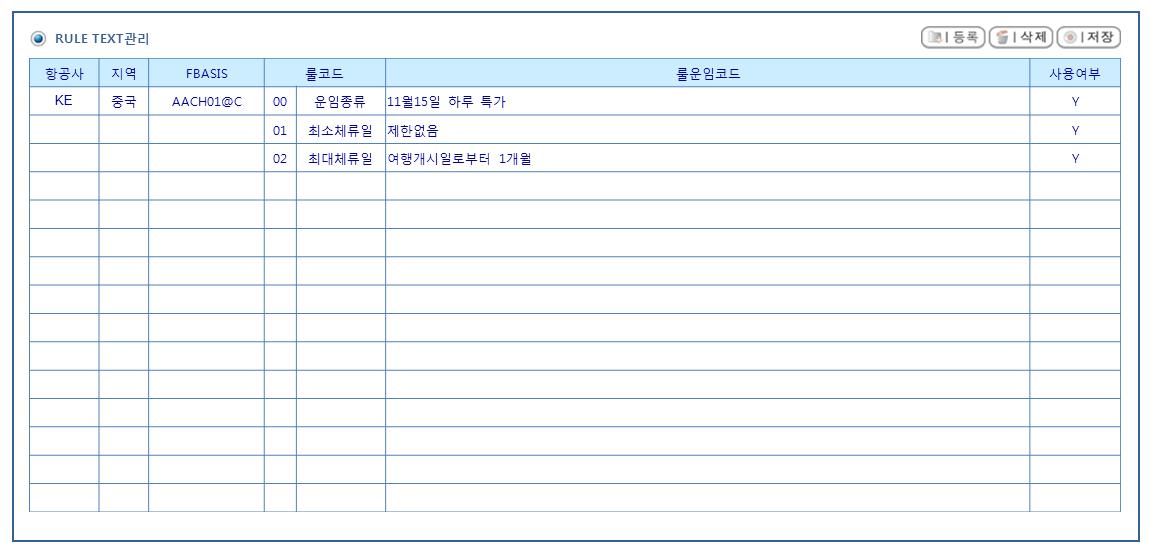 RULE TEXT관리 등록 삭제 저장
항공사 지역 FBASIS 룰코드 룰운임코드 사용여부
KE 중국 AACH01@C 00 운임종류 11월15일 하루 특가 Y
01 최소체류일 제한없음 Y
02 최대체류일 여행개시일로부터 1개월 Y